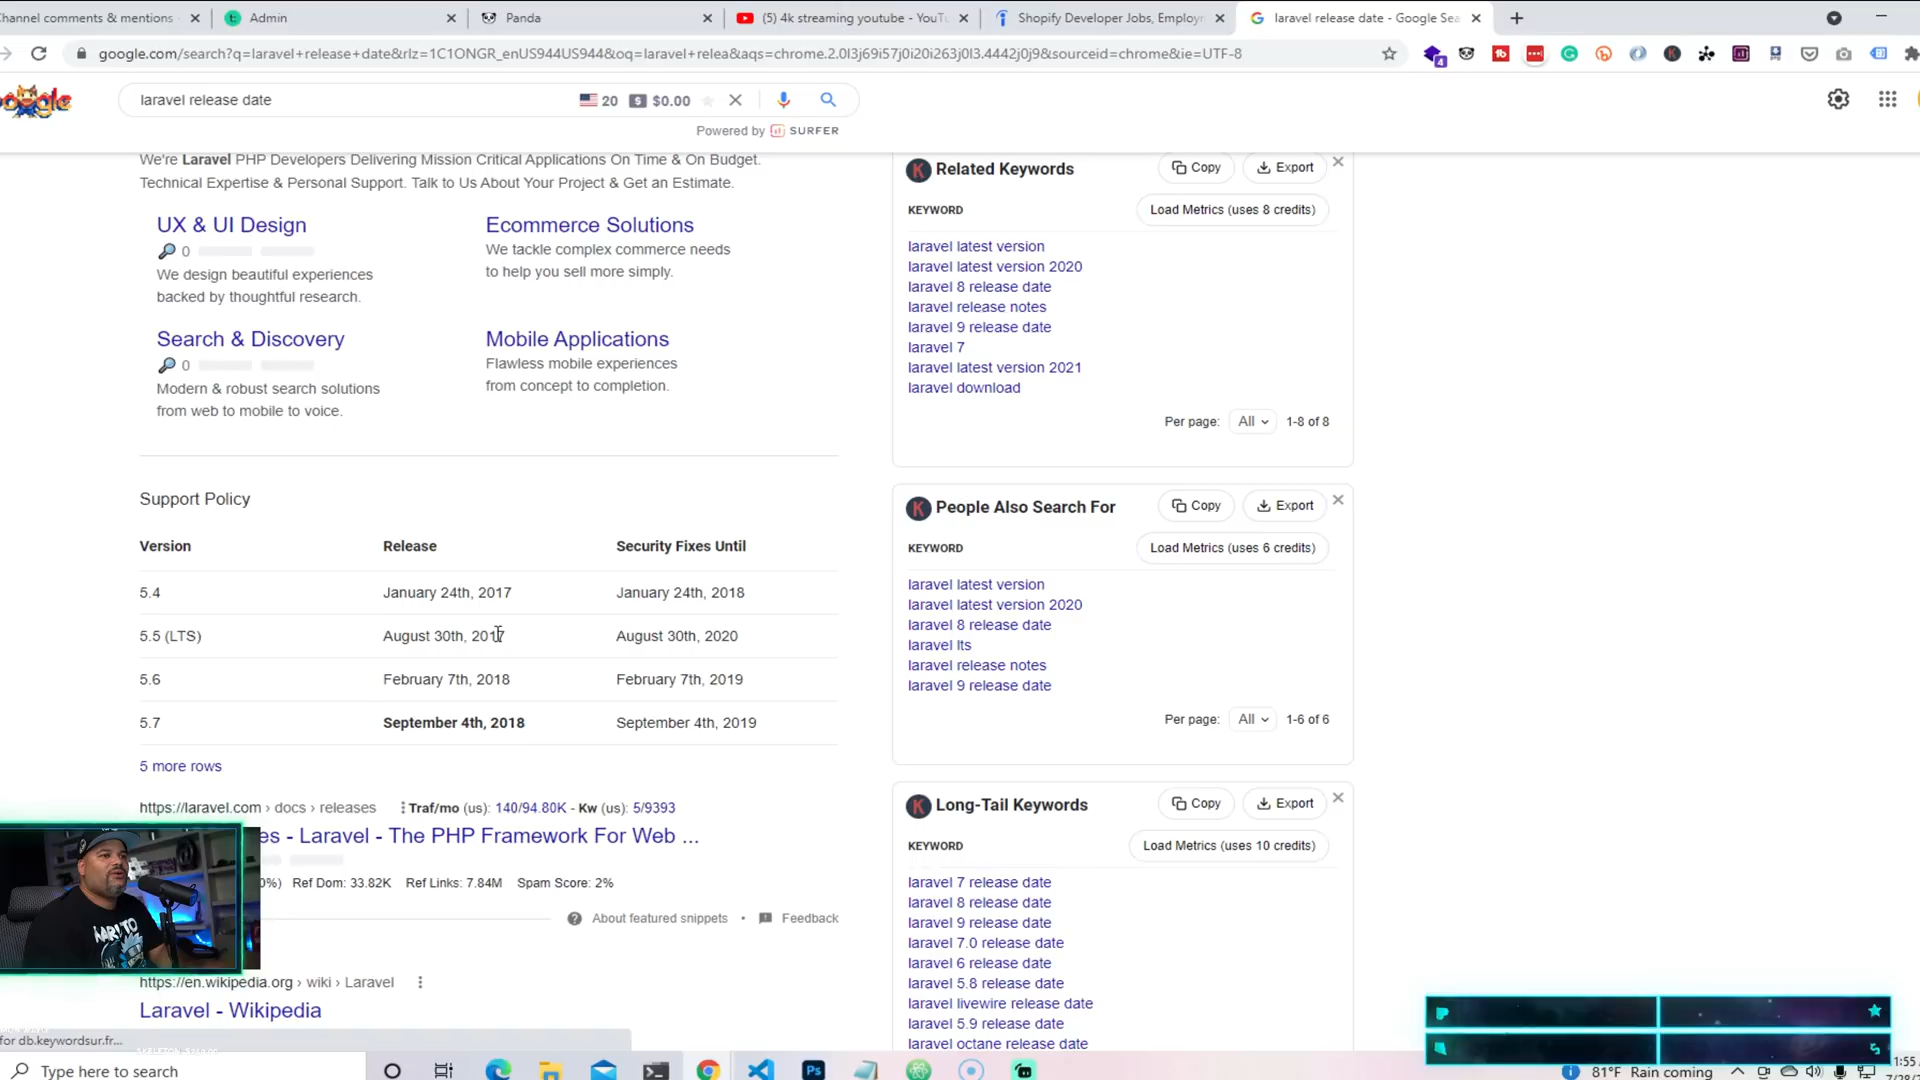 Channel comments & mentions
Admin
Panda
(5) 4k streaming youtube - YouTu
Shopify Developer Jobs, Employm
laravel release date - Google Sea
google.com/search?q=laravel+release+date&rlz=1C1ONGR_enUS944US944&oq=laravel+relea&aqs=chrome.2.0l3j69i57j0i20i263j0l3.4442j0j9&sourceid=chrome&ie=UTF-8
4
laravel release date
20
$0.00
Powered by SURFER
We're Laravel PHP Developers Delivering Mission Critical Applications On Time & On Budget.
Technical Expertise & Personal Support. Talk to Us About Your Project & Get an Estimate.
UX & UI Design
0
We design beautiful experiences
backed by thoughtful research.
Ecommerce Solutions
We tackle complex commerce needs
to help you sell more simply.
Search & Discovery
0
Modern & robust search solutions
from web to mobile to voice.
Mobile Applications
Flawless mobile experiences
from concept to completion.
Support Policy
Version Release Security Fixes Until
5.4 January 24th, 2017 January 24th, 2018
5.5 (LTS) August 30th, 2017 August 30th, 2020
5.6 February 7th, 2018 February 7th, 2019
5.7 September 4th, 2018 September 4th, 2019
5 more rows
https://laravel.com › docs › releases
Traf/mo (us): 140/94.80K - Kw (us): 5/9393
es - Laravel - The PHP Framework For Web ...
0%) Ref Dom: 33.82K Ref Links: 7.84M Spam Score: 2%
About featured snippets • Feedback
https://en.wikipedia.org › wiki › Laravel
Laravel - Wikipedia
for db.keywordsur.fr...
K Related Keywords
Copy
Export
KEYWORD
Load Metrics (uses 8 credits)
laravel latest version
laravel latest version 2020
laravel 8 release date
laravel release notes
laravel 9 release date
laravel 7
laravel latest version 2021
laravel download
Per page: All 1-8 of 8
K People Also Search For
Copy
Export
KEYWORD
Load Metrics (uses 6 credits)
laravel latest version
laravel latest version 2020
laravel 8 release date
laravel lts
laravel release notes
laravel 9 release date
Per page: All 1-6 of 6
K Long-Tail Keywords
Copy
Export
KEYWORD
Load Metrics (uses 10 credits)
laravel 7 release date
laravel 8 release date
laravel 9 release date
laravel 7.0 release date
laravel 6 release date
laravel 5.8 release date
laravel livewire release date
laravel 5.9 release date
laravel octane release date
NARUTO
Type here to search
Ps
81°F Rain coming
1:55
7/28/20